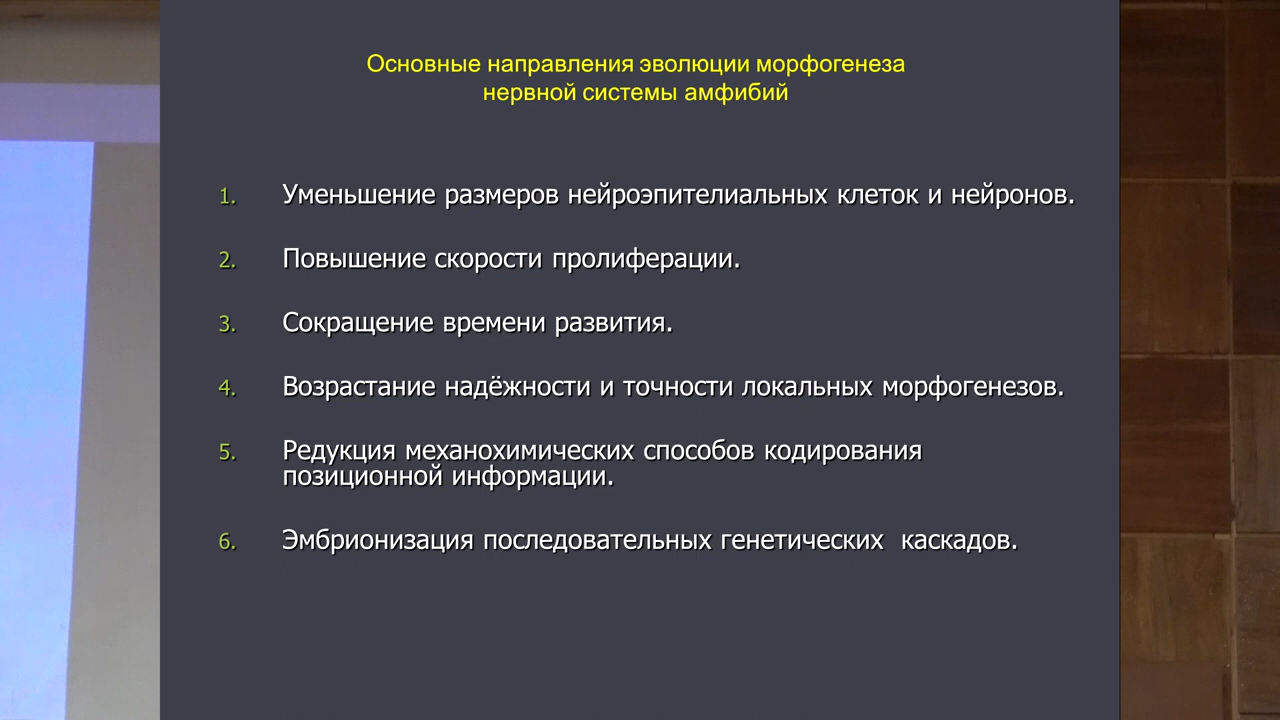 Основные направления эволюции морфогенеза
нервной системы амфибий
1. Уменьшение размеров нейроэпителиальных клеток и нейронов.
2. Повышение скорости пролиферации.
3. Сокращение времени развития.
4. Возрастание надёжности и точности локальных морфогенезов.
5. Редукция механохимических способов кодирования
позиционной информации.
6. Эмбрионизация последовательных генетических каскадов.